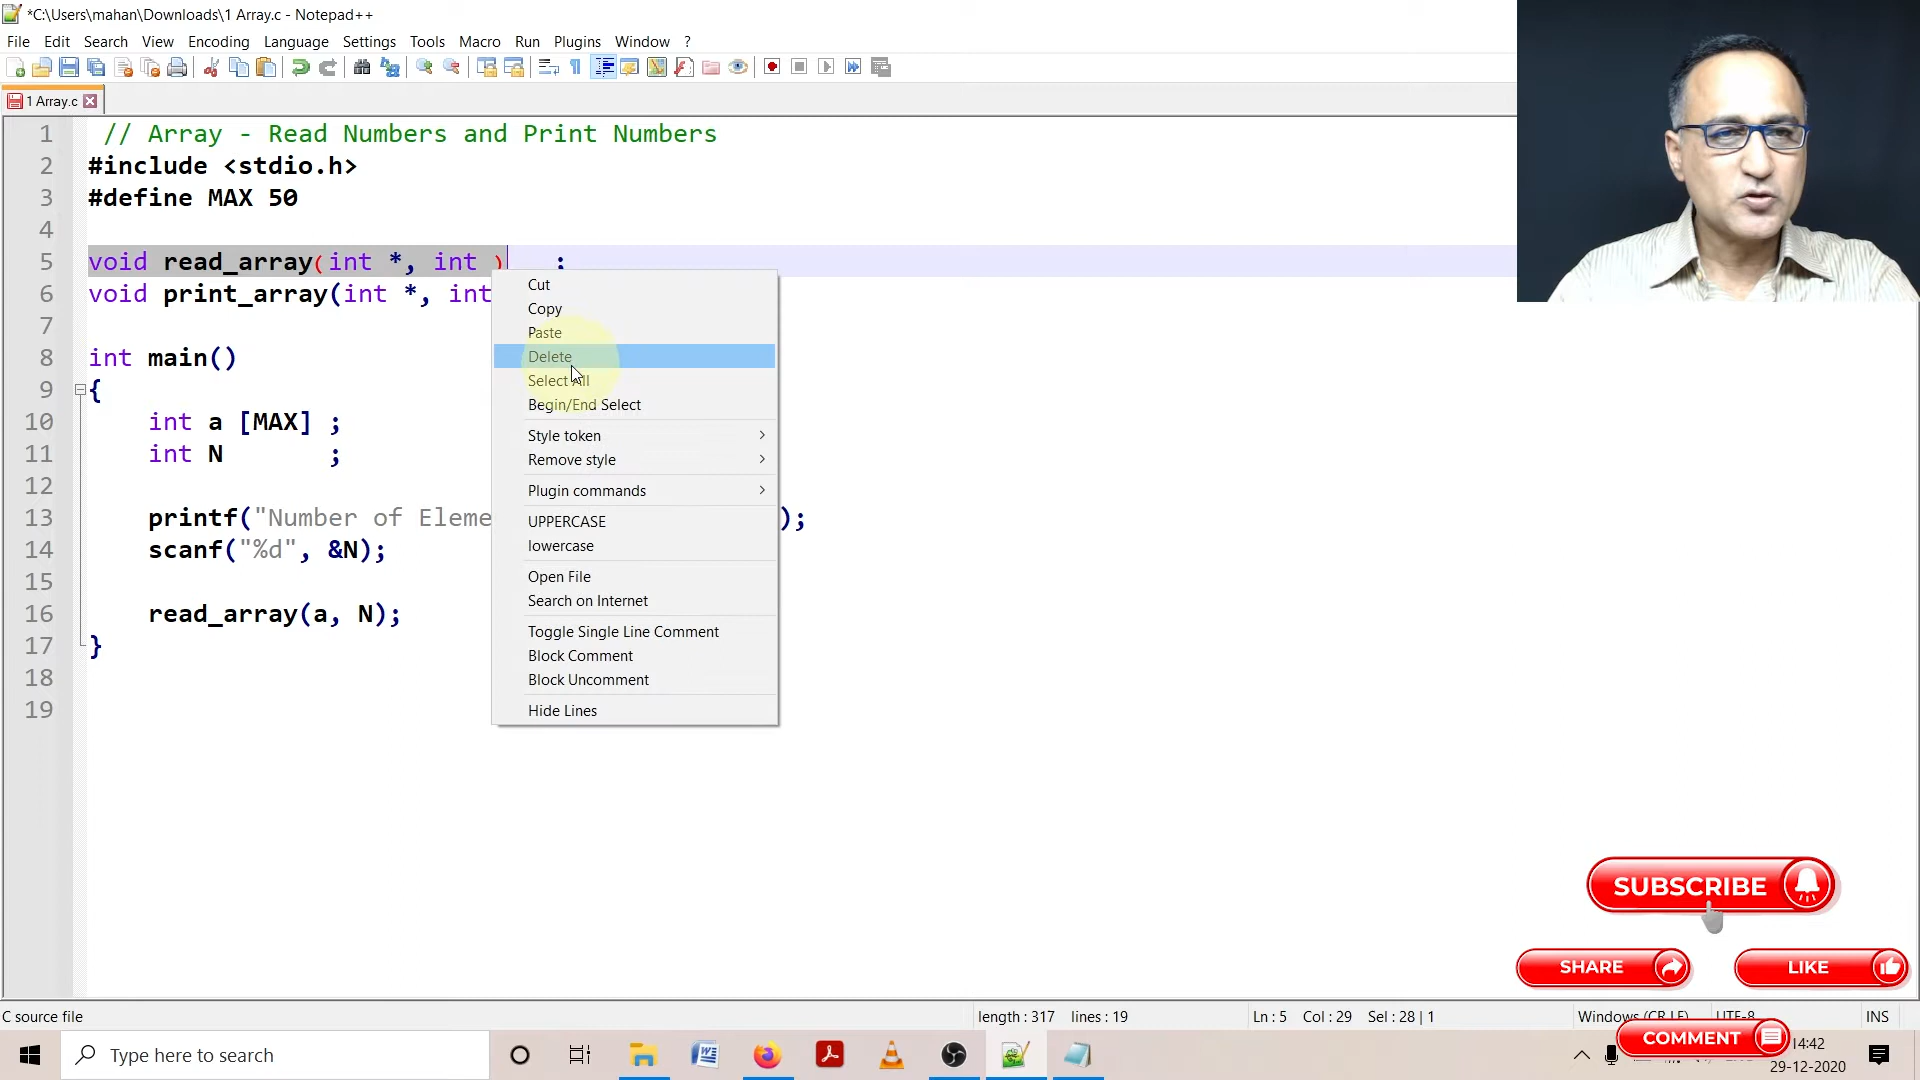 *C:\Users\mahan\Downloads\1 Array.c - Notepad++
File Edit Search View Encoding Language Settings Tools Macro Run Plugins Window ?
1 Array.c
1 // Array - Read Numbers and Print Numbers
2 #include <stdio.h>
3 #define MAX 50
4
5 void read_array(int *, int ) ;
6 void print_array(int *, int
7
8 int main()
9 {
10 int a [MAX] ;
11 int N ;
12
13 printf("Number of Eleme );
14 scanf("%d", &N);
15
16 read_array(a, N);
17 }
18
19
Cut
Copy
Paste
Delete
Select All
Begin/End Select
Style token
Remove style
Plugin commands
UPPERCASE
lowercase
Open File
Search on Internet
Toggle Single Line Comment
Block Comment
Block Uncomment
Hide Lines
SUBSCRIBE
SHARE LIKE
C source file length : 317 lines : 19 Ln : 5 Col : 29 Sel : 28 | 1 Windows (CR LF) UTF-8 INS
COMMENT
Type here to search
14:42
29-12-2020